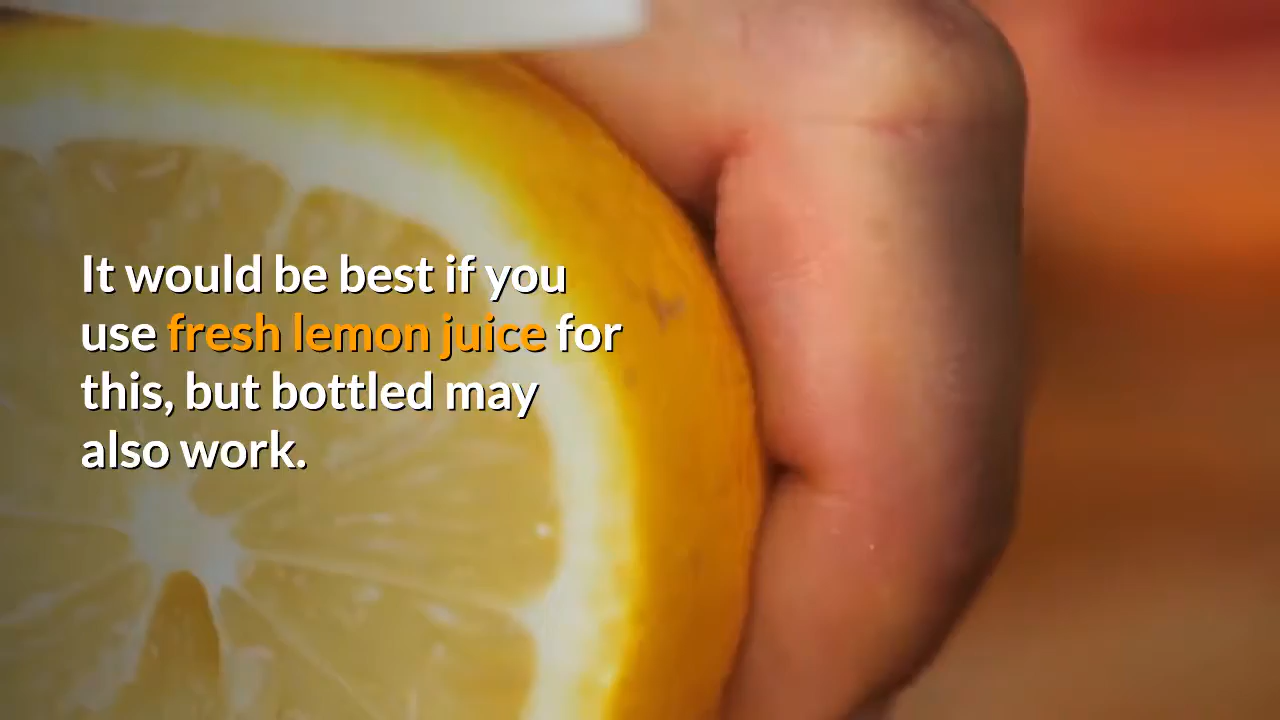 It would be best if you
use fresh lemon juice for
this, but bottled may
also work.